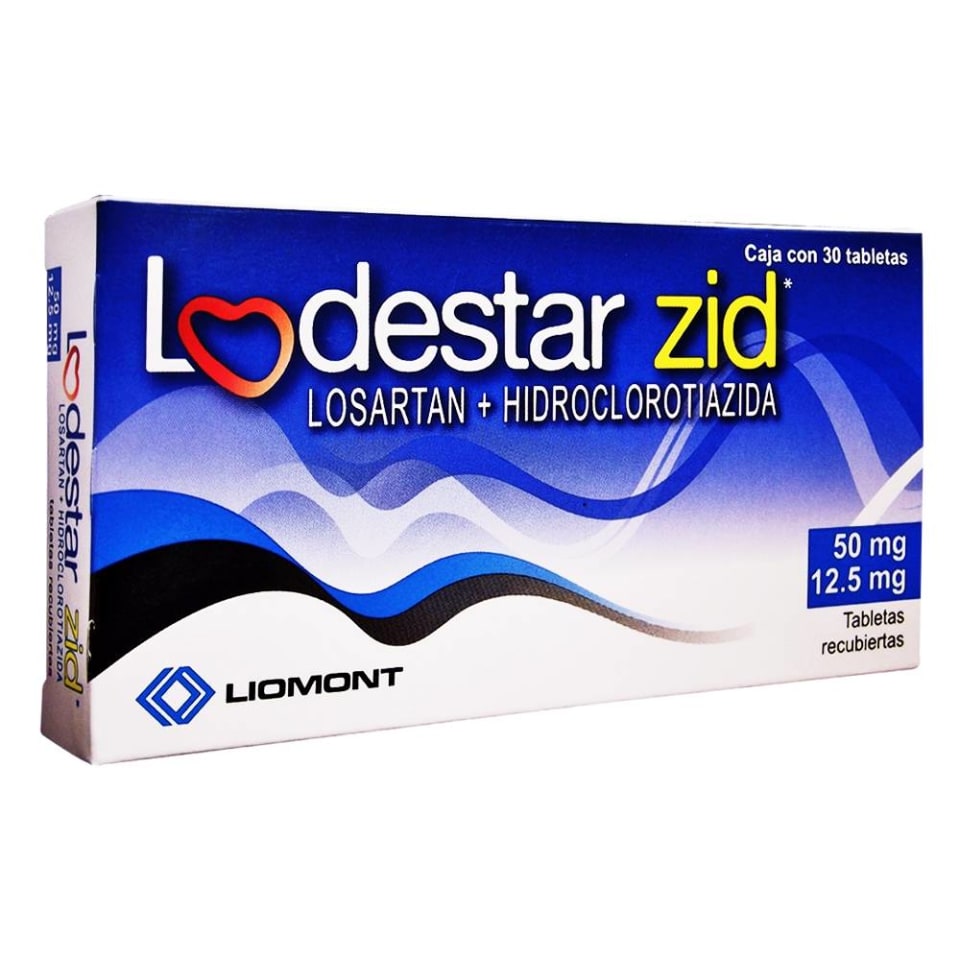 Caja con 30 tabletas
Lodestar zid*
LOSARTAN + HIDROCLOROTIAZIDA
50 mg
12.5 mg
Tabletas
recubiertas
LIOMONT
50 mg
12.5 mg
Lodestar zid*
LOSARTAN + HIDROCLOROTIAZIDA
tabletas recubiertas